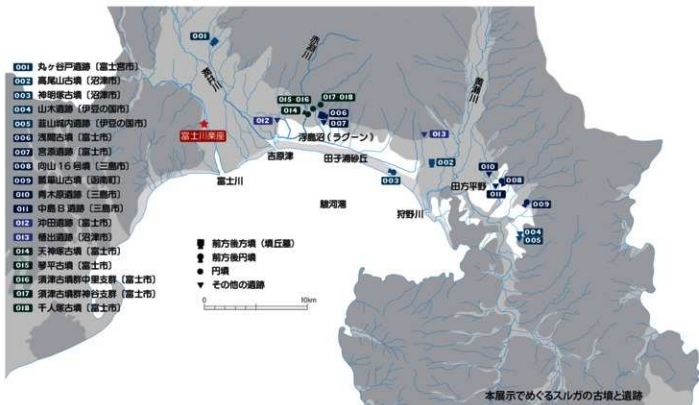 001 丸ヶ谷戸遺跡〔富士宮市〕
002 高尾山古墳〔沼津市〕
003 神明塚古墳〔沼津市〕
004 山木遺跡〔伊豆の国市〕
005 韮山城内遺跡〔伊豆の国市〕
006 浅間古墳〔富士市〕
007 宮添遺跡〔富士市〕
008 向山16号墳〔三島市〕
009 瓢箪山古墳〔函南町〕
010 青木原遺跡〔三島市〕
011 中島B遺跡〔三島市〕
012 沖田遺跡〔富士市〕
013 植出遺跡〔沼津市〕
014 天神塚古墳〔富士市〕
015 琴平古墳〔富士市〕
016 須津古墳群中里支群〔富士市〕
017 須津古墳群神谷支群〔富士市〕
018 千人塚古墳〔富士市〕
001
赤淵川
黄瀬川
015 016
017 018
014
006
007
012
富士川楽座
浮島沼(ラグーン)
013
吉原津
田子浦砂丘
002
003
富士川
010
008
011
田方平野
009
駿河湾
狩野川
004
005
前方後方墳(墳丘墓)
前方後円墳
円墳
その他の遺跡
0
10km
本展示でめぐるスルガの古墳と遺跡